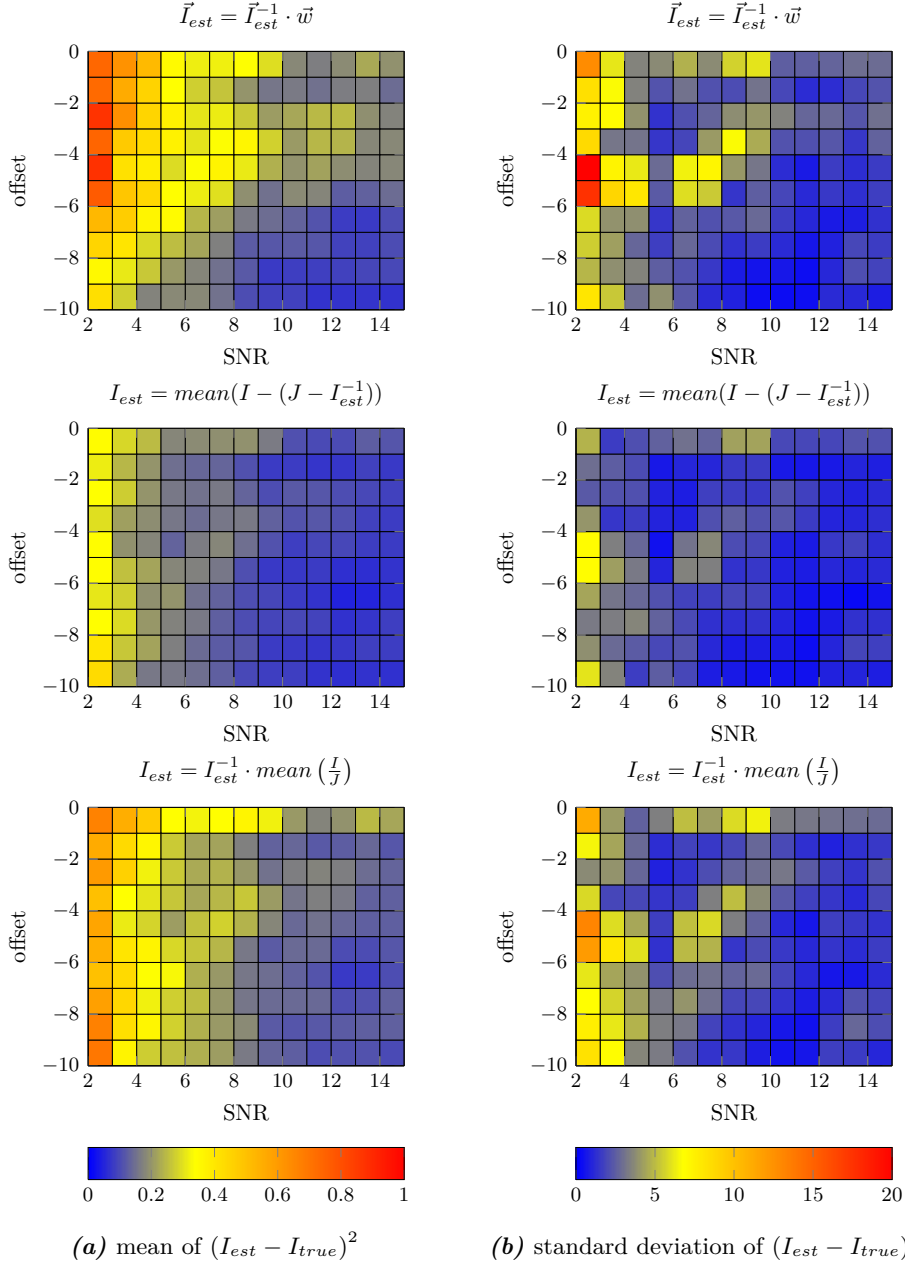 $\vec{I}_{est} = \vec{I}_{est}^{-1} \cdot \vec{w}$
0
−2
−4
−6
−8
−10
offset
2 4 6 8 10 12 14
SNR
$\vec{I}_{est} = \vec{I}_{est}^{-1} \cdot \vec{w}$
0
−2
−4
−6
−8
−10
offset
2 4 6 8 10 12 14
SNR
$I_{est} = mean(I - (J - I_{est}^{-1}))$
0
−2
−4
−6
−8
−10
offset
2 4 6 8 10 12 14
SNR
$I_{est} = mean(I - (J - I_{est}^{-1}))$
0
−2
−4
−6
−8
−10
offset
2 4 6 8 10 12 14
SNR
$I_{est} = I_{est}^{-1} \cdot mean\left(\frac{I}{J}\right)$
0
−2
−4
−6
−8
−10
offset
2 4 6 8 10 12 14
SNR
$I_{est} = I_{est}^{-1} \cdot mean\left(\frac{I}{J}\right)$
0
−2
−4
−6
−8
−10
offset
2 4 6 8 10 12 14
SNR
0 0.2 0.4 0.6 0.8 1
(a) mean of $(I_{est} - I_{true})^2$
0 5 10 15 20
(b) standard deviation of $(I_{est} - I_{true})$